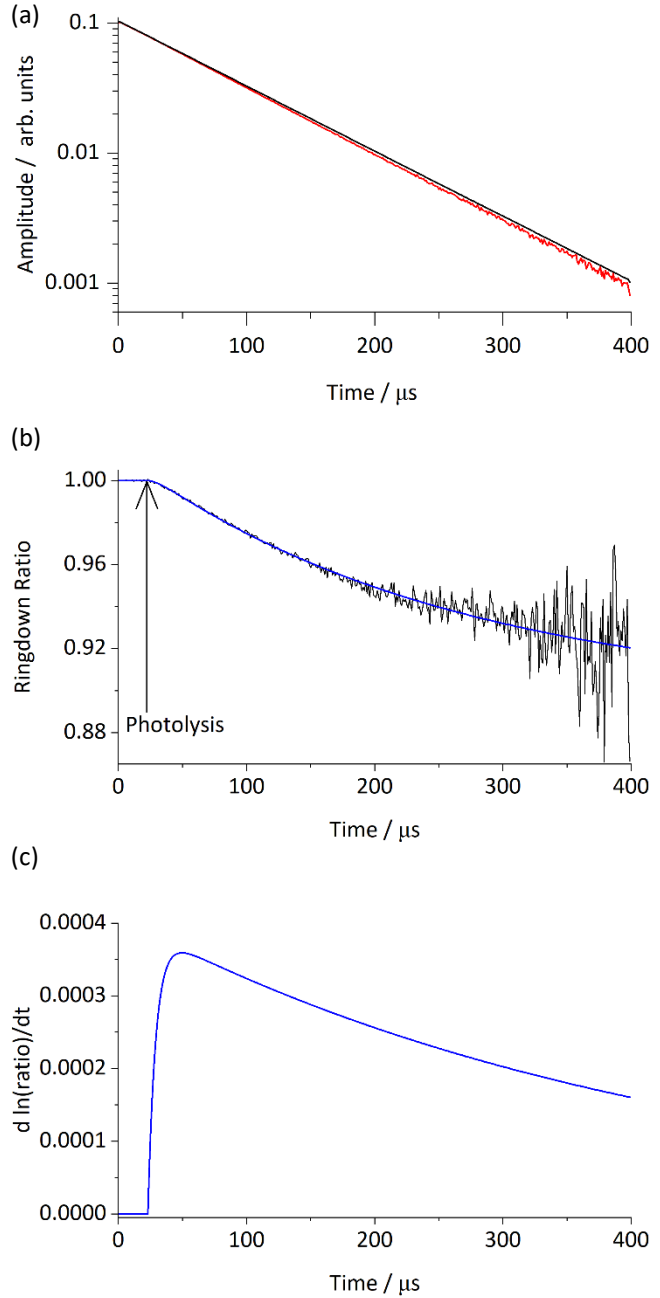 (a)
0.1
0.01
0.001
Amplitude / arb. units
0 100 200 300 400
Time / μs
(b)
1.00
0.96
0.92
0.88
Ringdown Ratio
Photolysis
0 100 200 300 400
Time / μs
(c)
0.0004
0.0003
0.0002
0.0001
0.0000
d ln(ratio)/dt
0 100 200 300 400
Time / μs